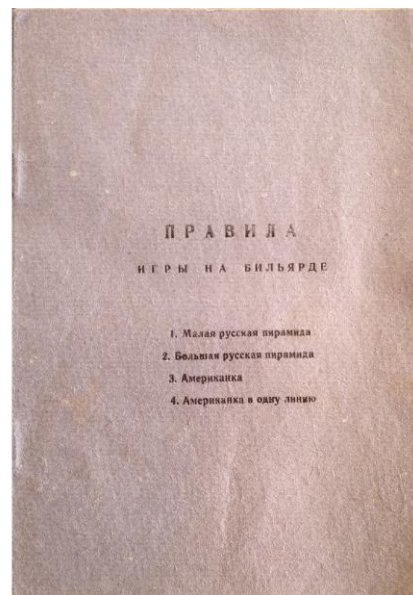 ПРАВИЛА
ИГРЫ НА БИЛЬЯРДЕ
1. Малая русская пирамида
2. Большая русская пирамида
3. Американка
4. Американка в одну линию